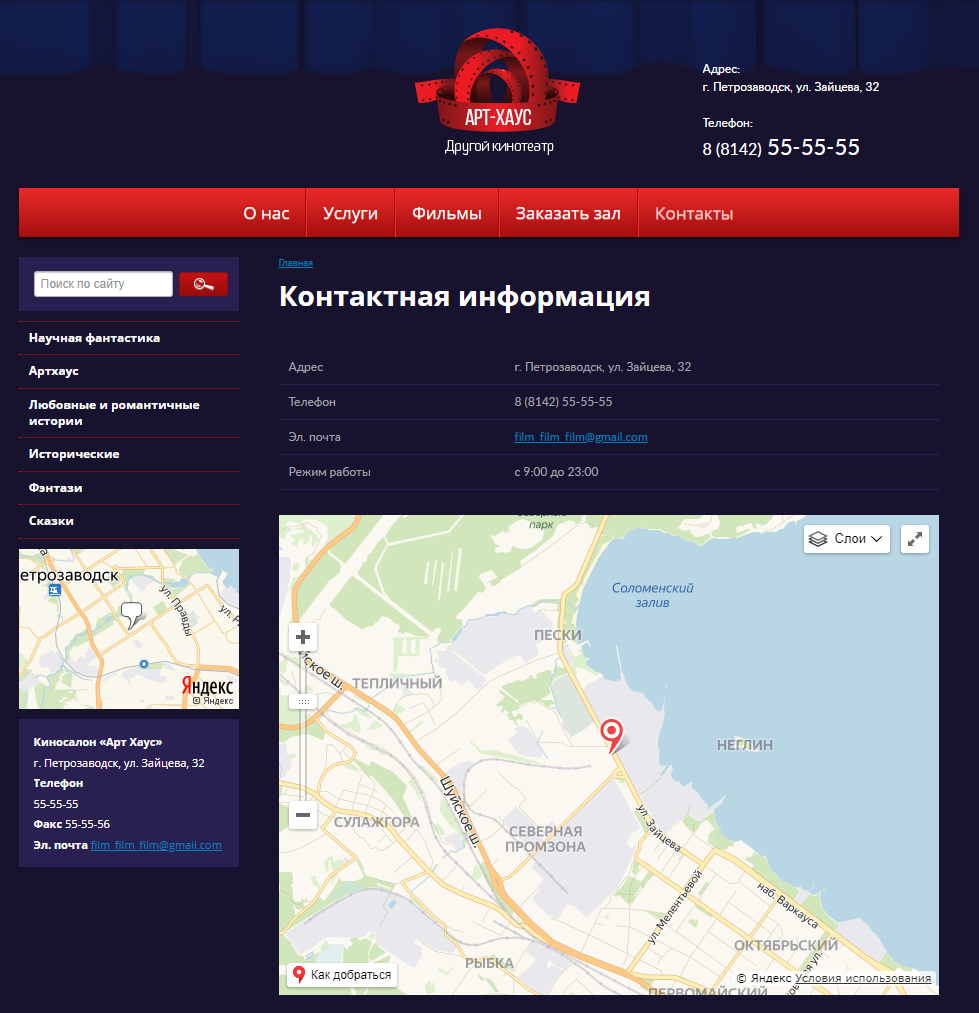 АРТ-ХАУС
Другой кинотеатр
Адрес:
г. Петрозаводск, ул. Зайцева, 32
Телефон:
8 (8142) 55-55-55
О нас
Услуги
Фильмы
Заказать зал
Контакты
Поиск по сайту
Научная фантастика
Артхаус
Любовные и романтичные
истории
Исторические
Фэнтази
Сказки
етрозаводск
ул. Правды
Яндекс
© Яндекс
Киносалон «Арт Хаус»
г. Петрозаводск, ул. Зайцева, 32
Телефон
55-55-55
Факс 55-55-56
Эл. почта film_film_film@gmail.com
Главная
Контактная информация
Адрес г. Петрозаводск, ул. Зайцева, 32
Телефон 8 (8142) 55-55-55
Эл. почта film_film_film@gmail.com
Режим работы с 9:00 до 23:00
парк
Слои
Соломенский
залив
ПЕСКИ
йское ш.
ТЕПЛИЧНЫЙ
НЕГЛИН
Шуйское ш.
СУЛАЖГОРА
СЕВЕРНАЯ
ПРОМЗОНА
ул. Зайцева
ул. Мелентьевой
наб. Варкауса
ОКТЯБРЬСКИЙ
РЫБКА
Как добраться
© Яндекс Условия использования
ПЕРВОМАЙСКИЙ